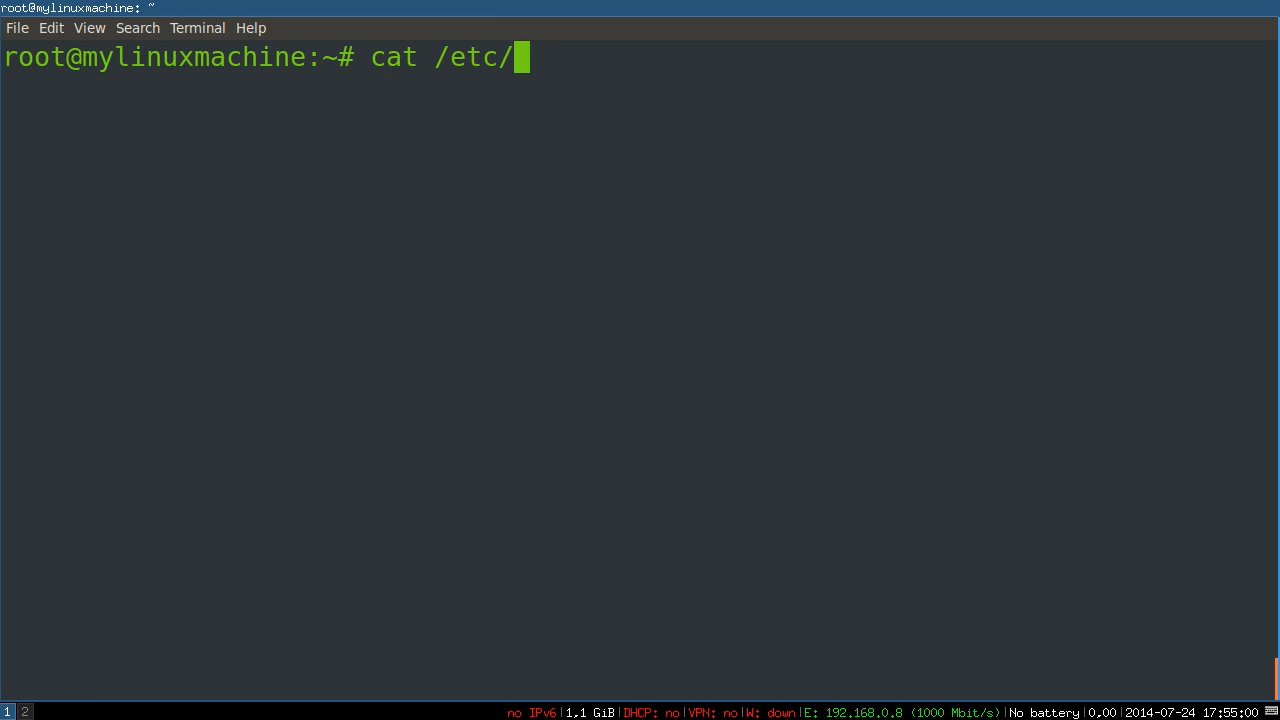 root@mylinuxmachine: ~
File Edit View Search Terminal Help
root@mylinuxmachine:~# cat /etc/
1 2 no IPv6|1,1 GiB|DHCP: no|VPN: no|W: down|E: 192.168.0.8 (1000 Mbit/s)|No battery|0.00|2014-07-24 17:55:00